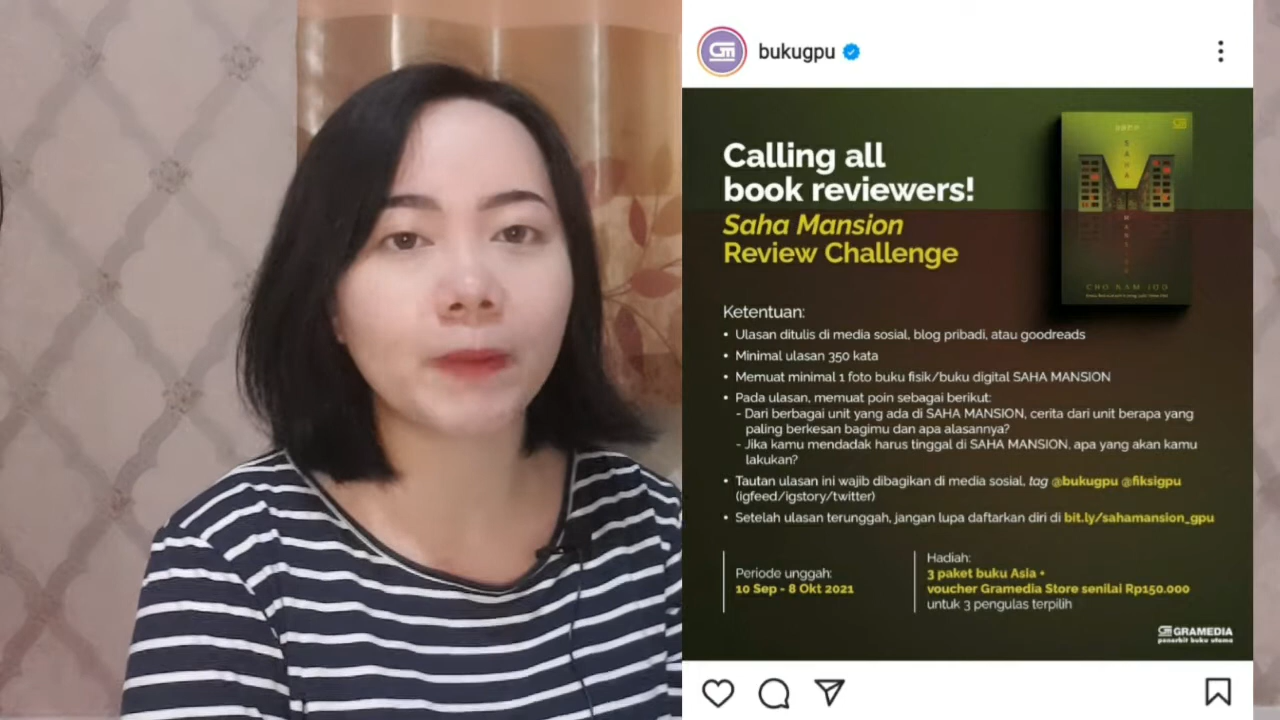 bukugpu
Calling all
book reviewers!
Saha Mansion
Review Challenge
SAHA
MANSION
CHO NAM-JOO
Ketentuan:
• Ulasan ditulis di media sosial, blog pribadi, atau goodreads
• Minimal ulasan 350 kata
• Memuat minimal 1 foto buku fisik/buku digital SAHA MANSION
• Pada ulasan, memuat poin sebagai berikut:
- Dari berbagai unit yang ada di SAHA MANSION, cerita dari unit berapa yang
paling berkesan bagimu dan apa alasannya?
- Jika kamu mendadak harus tinggal di SAHA MANSION, apa yang akan kamu
lakukan?
• Tautan ulasan ini wajib dibagikan di media sosial, tag @bukugpu @fiksigpu
(igfeed/igstory/twitter)
• Setelah ulasan terunggah, jangan lupa daftarkan diri di bit.ly/sahamansion_gpu
Periode unggah:
10 Sep - 8 Okt 2021
Hadiah:
3 paket buku Asia +
voucher Gramedia Store senilai Rp150.000
untuk 3 pengulas terpilih
GRAMEDIA
penerbit buku utama